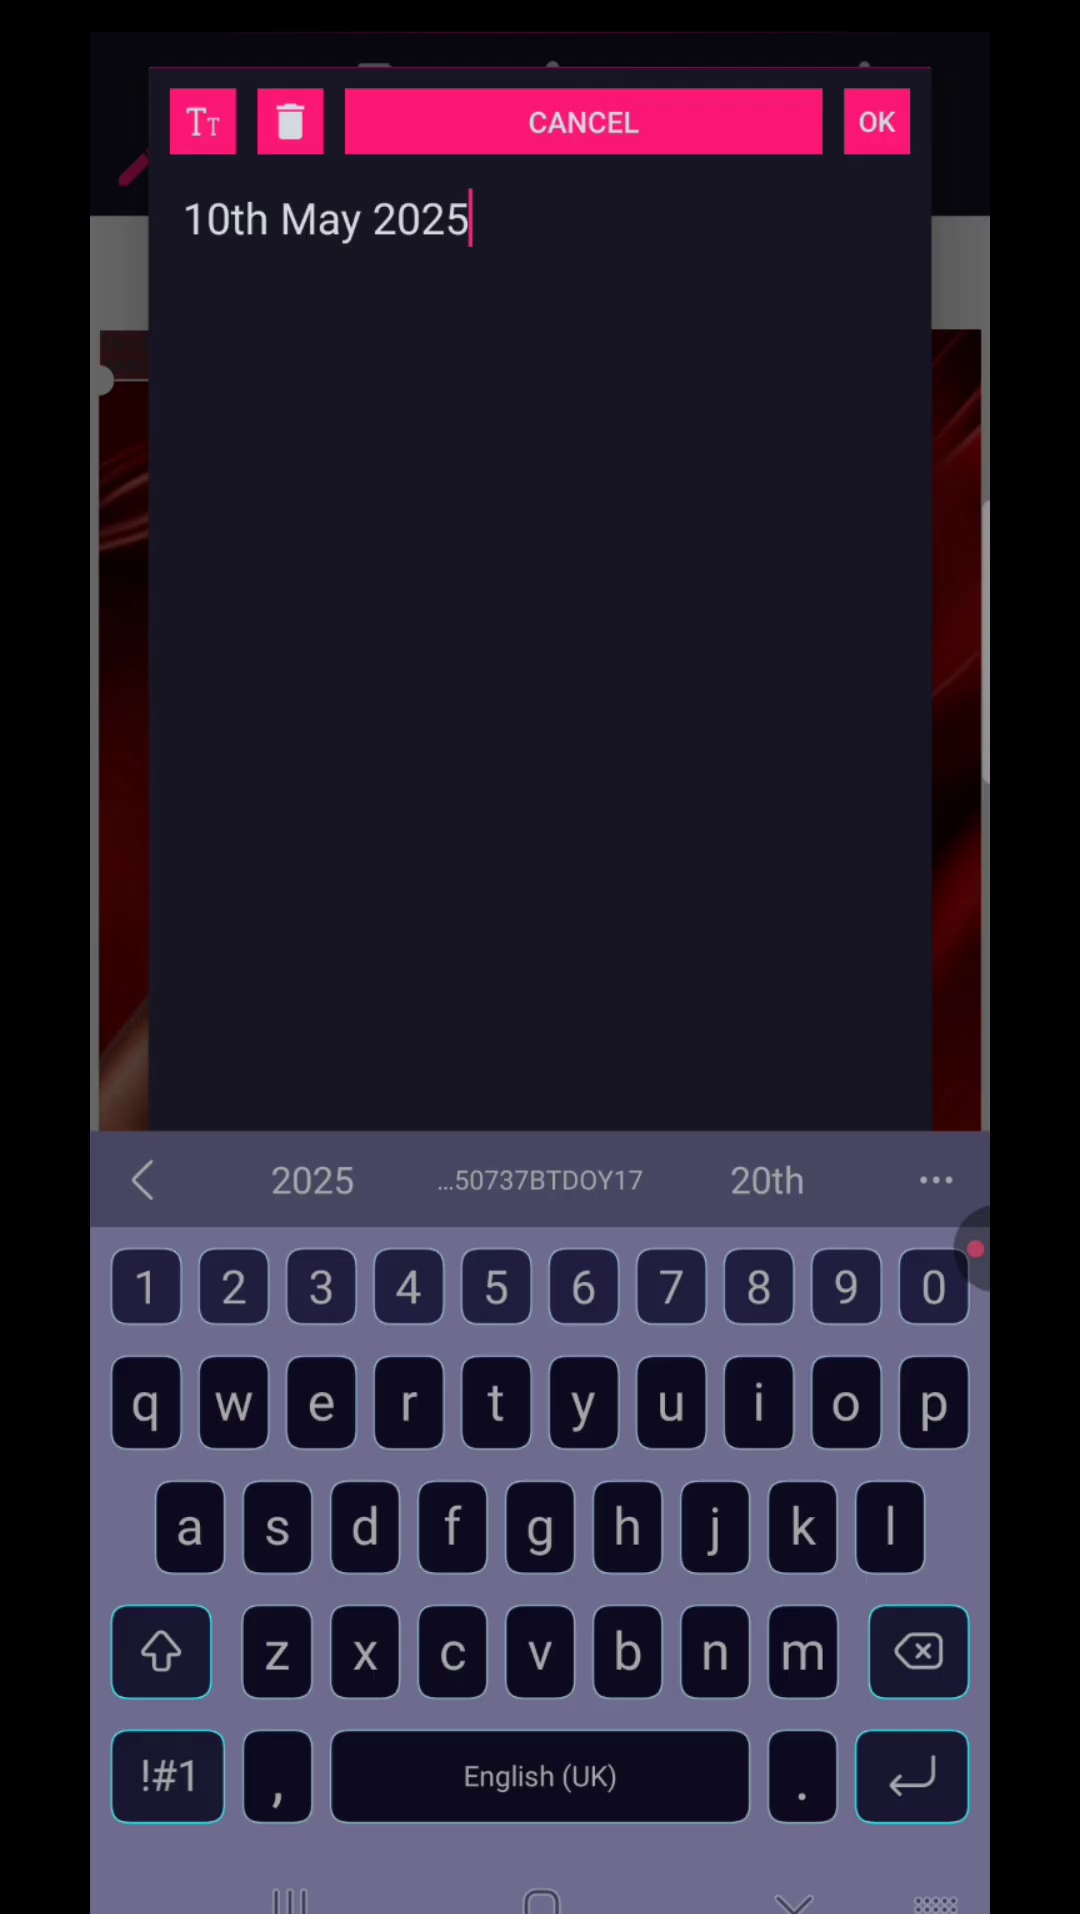 Tт CANCEL OK
10th May 2025
2025 ...50737BTDOY17 20th ...
1 2 3 4 5 6 7 8 9 0
q w e r t y u i o p
a s d f g h j k l
z x c v b n m
!#1 , English (UK) .